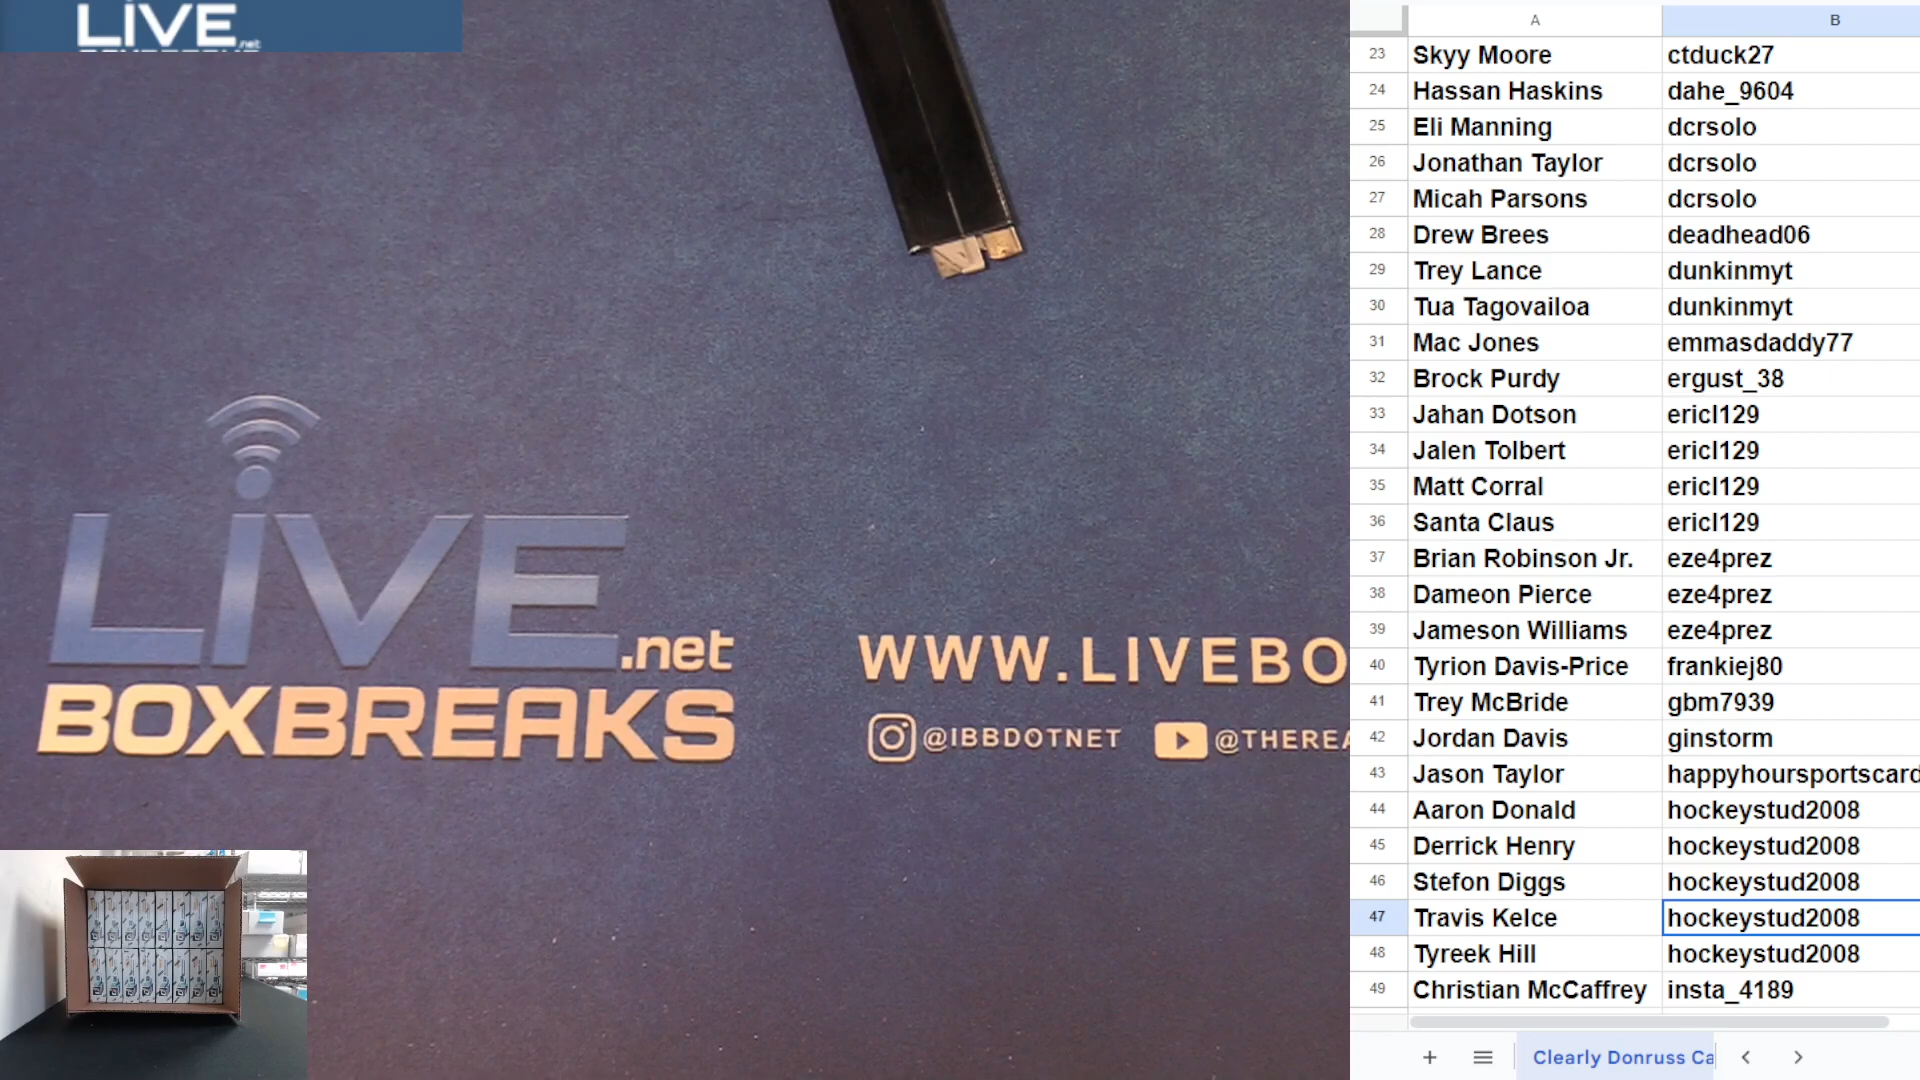 LIVE.net
LIVE.net
BOXBREAKS
WWW.LIVEBO
@IBBDOTNET
@THEREA
A B
23 Skyy Moore ctduck27
24 Hassan Haskins dahe_9604
25 Eli Manning dcrsolo
26 Jonathan Taylor dcrsolo
27 Micah Parsons dcrsolo
28 Drew Brees deadhead06
29 Trey Lance dunkinmyt
30 Tua Tagovailoa dunkinmyt
31 Mac Jones emmasdaddy77
32 Brock Purdy ergust_38
33 Jahan Dotson ericl129
34 Jalen Tolbert ericl129
35 Matt Corral ericl129
36 Santa Claus ericl129
37 Brian Robinson Jr. eze4prez
38 Dameon Pierce eze4prez
39 Jameson Williams eze4prez
40 Tyrion Davis-Price frankiej80
41 Trey McBride gbm7939
42 Jordan Davis ginstorm
43 Jason Taylor happyhoursportscard
44 Aaron Donald hockeystud2008
45 Derrick Henry hockeystud2008
46 Stefon Diggs hockeystud2008
47 Travis Kelce hockeystud2008
48 Tyreek Hill hockeystud2008
49 Christian McCaffrey insta_4189
Clearly Donruss Ca